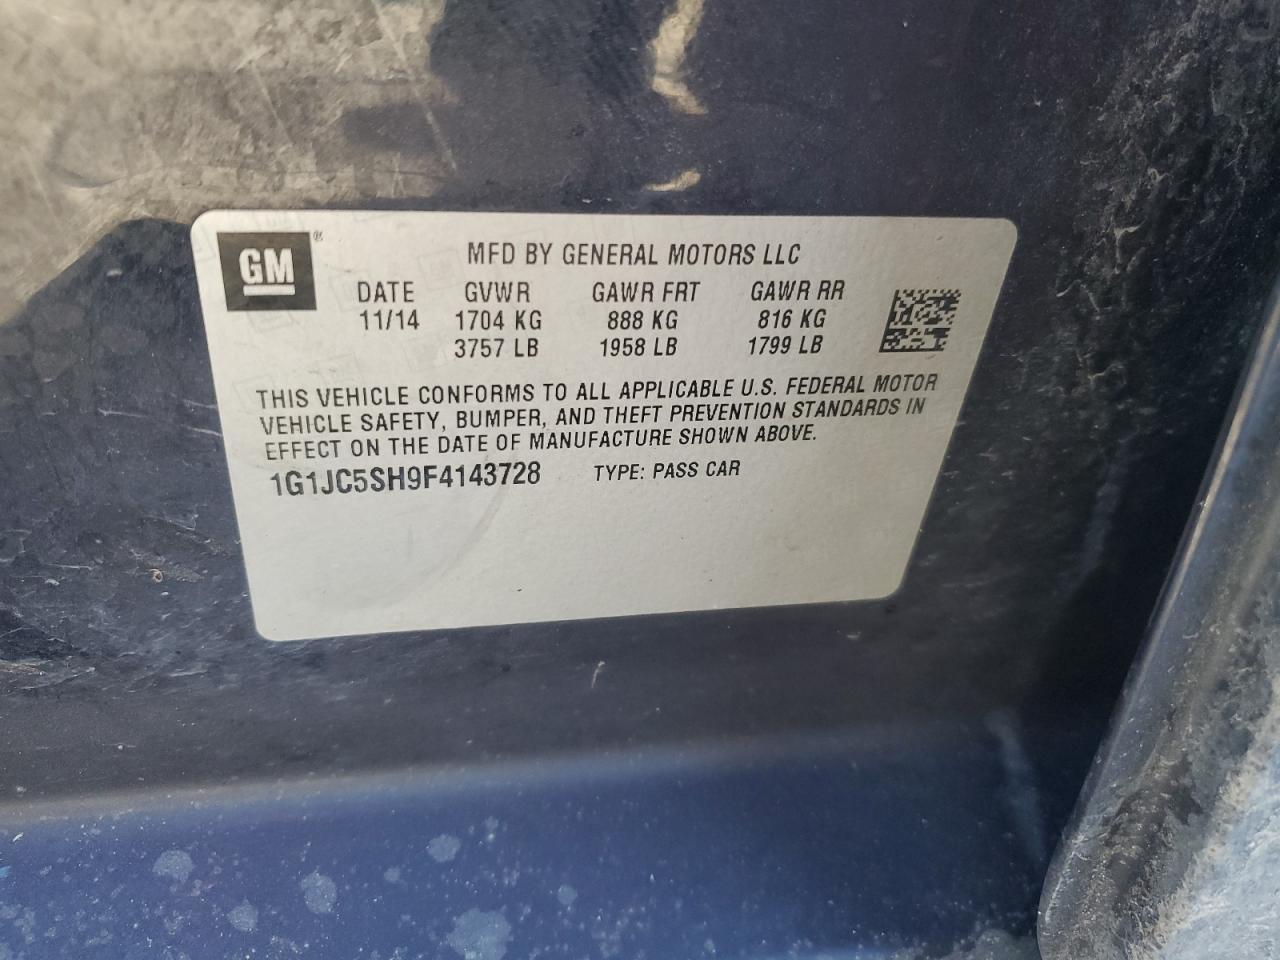 GM ®
MFD BY GENERAL MOTORS LLC
DATE GVWR GAWR FRT GAWR RR
11/14 1704 KG 888 KG 816 KG
3757 LB 1958 LB 1799 LB
THIS VEHICLE CONFORMS TO ALL APPLICABLE U.S. FEDERAL MOTOR
VEHICLE SAFETY, BUMPER, AND THEFT PREVENTION STANDARDS IN
EFFECT ON THE DATE OF MANUFACTURE SHOWN ABOVE.
1G1JC5SH9F4143728 TYPE: PASS CAR